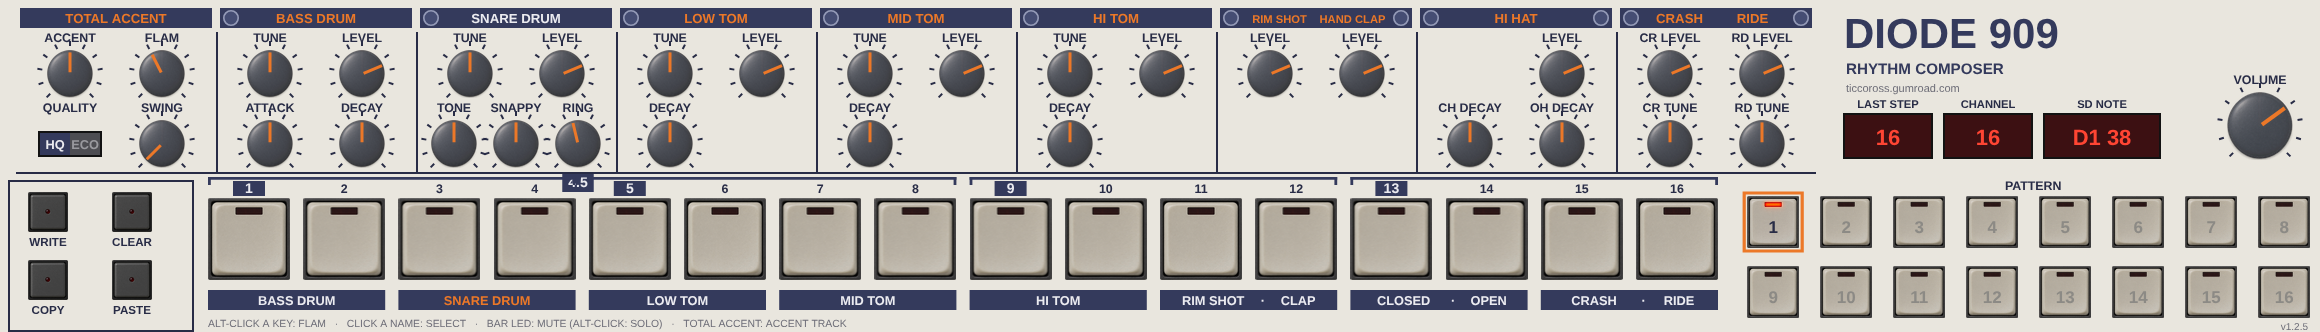 TOTAL ACCENT BASS DRUM SNARE DRUM LOW TOM MID TOM HI TOM RIM SHOT HAND CLAP HI HAT CRASH RIDE
ACCENT FLAM TUNE LEVEL TUNE LEVEL TUNE LEVEL TUNE LEVEL TUNE LEVEL LEVEL LEVEL LEVEL CR LEVEL RD LEVEL
QUALITY SWING ATTACK DECAY TONE SNAPPY RING DECAY DECAY DECAY CH DECAY OH DECAY CR TUNE RD TUNE
HQ ECO
DIODE 909
RHYTHM COMPOSER
ticcoross.gumroad.com
VOLUME
LAST STEP CHANNEL SD NOTE
16 16 D1 38
WRITE CLEAR
COPY PASTE
1 2 3 4 5 6 7 8 9 10 11 12 13 14 15 16
BASS DRUM SNARE DRUM LOW TOM MID TOM HI TOM RIM SHOT · CLAP CLOSED · OPEN CRASH · RIDE
ALT-CLICK A KEY: FLAM · CLICK A NAME: SELECT · BAR LED: MUTE (ALT-CLICK: SOLO) · TOTAL ACCENT: ACCENT TRACK
PATTERN
1 2 3 4 5 6 7 8
9 10 11 12 13 14 15 16
v1.2.5